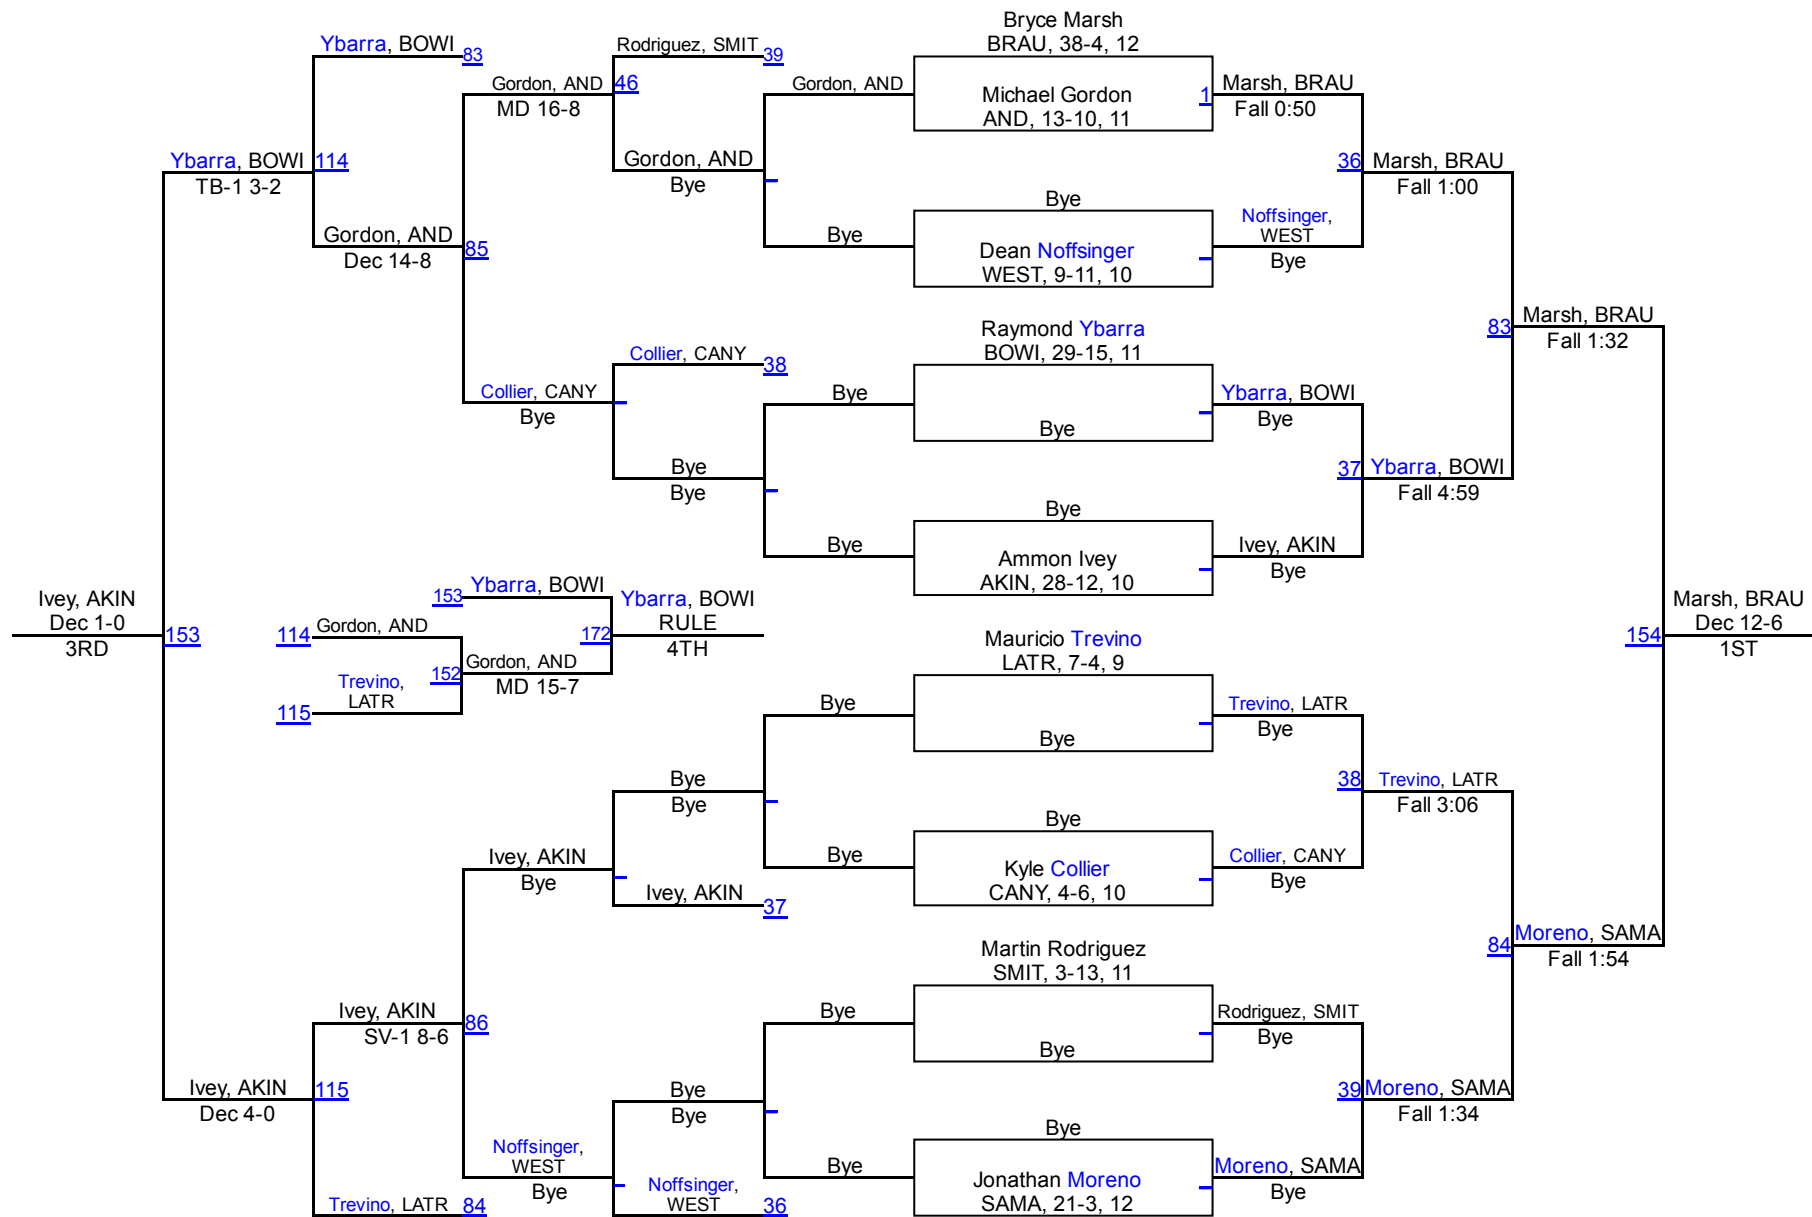 Bryce Marsh
BRAU, 38-4, 12
Ybarra, BOWI
83
Rodriguez, SMIT
39
Gordon, AND
MD 16-8
46
Gordon, AND
Michael Gordon
AND, 13-10, 11
1
Marsh, BRAU
Fall 0:50
Ybarra, BOWI
TB-1 3-2
114
Gordon, AND
Bye
36
Marsh, BRAU
Fall 1:00
Bye
Gordon, AND
Dec 14-8
85
Bye
Dean Noffsinger
WEST, 9-11, 10
Noffsinger,
WEST
Bye
Raymond Ybarra
BOWI, 29-15, 11
83
Marsh, BRAU
Fall 1:32
Collier, CANY
38
Collier, CANY
Bye
Bye
Bye
Ybarra, BOWI
Bye
Bye
Bye
37
Ybarra, BOWI
Fall 4:59
Bye
Bye
Ammon Ivey
AKIN, 28-12, 10
Ivey, AKIN
Bye
Ivey, AKIN
Dec 1-0
3RD
153
153
Ybarra, BOWI
Ybarra, BOWI
RULE
4TH
172
114
Gordon, AND
152
Gordon, AND
MD 15-7
Trevino,
LATR
115
154
Marsh, BRAU
Dec 12-6
1ST
Mauricio Trevino
LATR, 7-4, 9
Bye
Bye
Trevino, LATR
Bye
Bye
Bye
38
Trevino, LATR
Fall 3:06
Bye
Ivey, AKIN
Bye
Bye
Kyle Collier
CANY, 4-6, 10
Collier, CANY
Bye
Ivey, AKIN
37
Martin Rodriguez
SMIT, 3-13, 11
84
Moreno, SAMA
Fall 1:54
Ivey, AKIN
SV-1 8-6
86
Bye
Bye
Rodriguez, SMIT
Bye
Ivey, AKIN
Dec 4-0
115
Bye
Bye
39
Moreno, SAMA
Fall 1:34
Bye
Noffsinger,
WEST
Bye
Bye
Jonathan Moreno
SAMA, 21-3, 12
Moreno, SAMA
Bye
Trevino, LATR
84
Noffsinger,
WEST
36